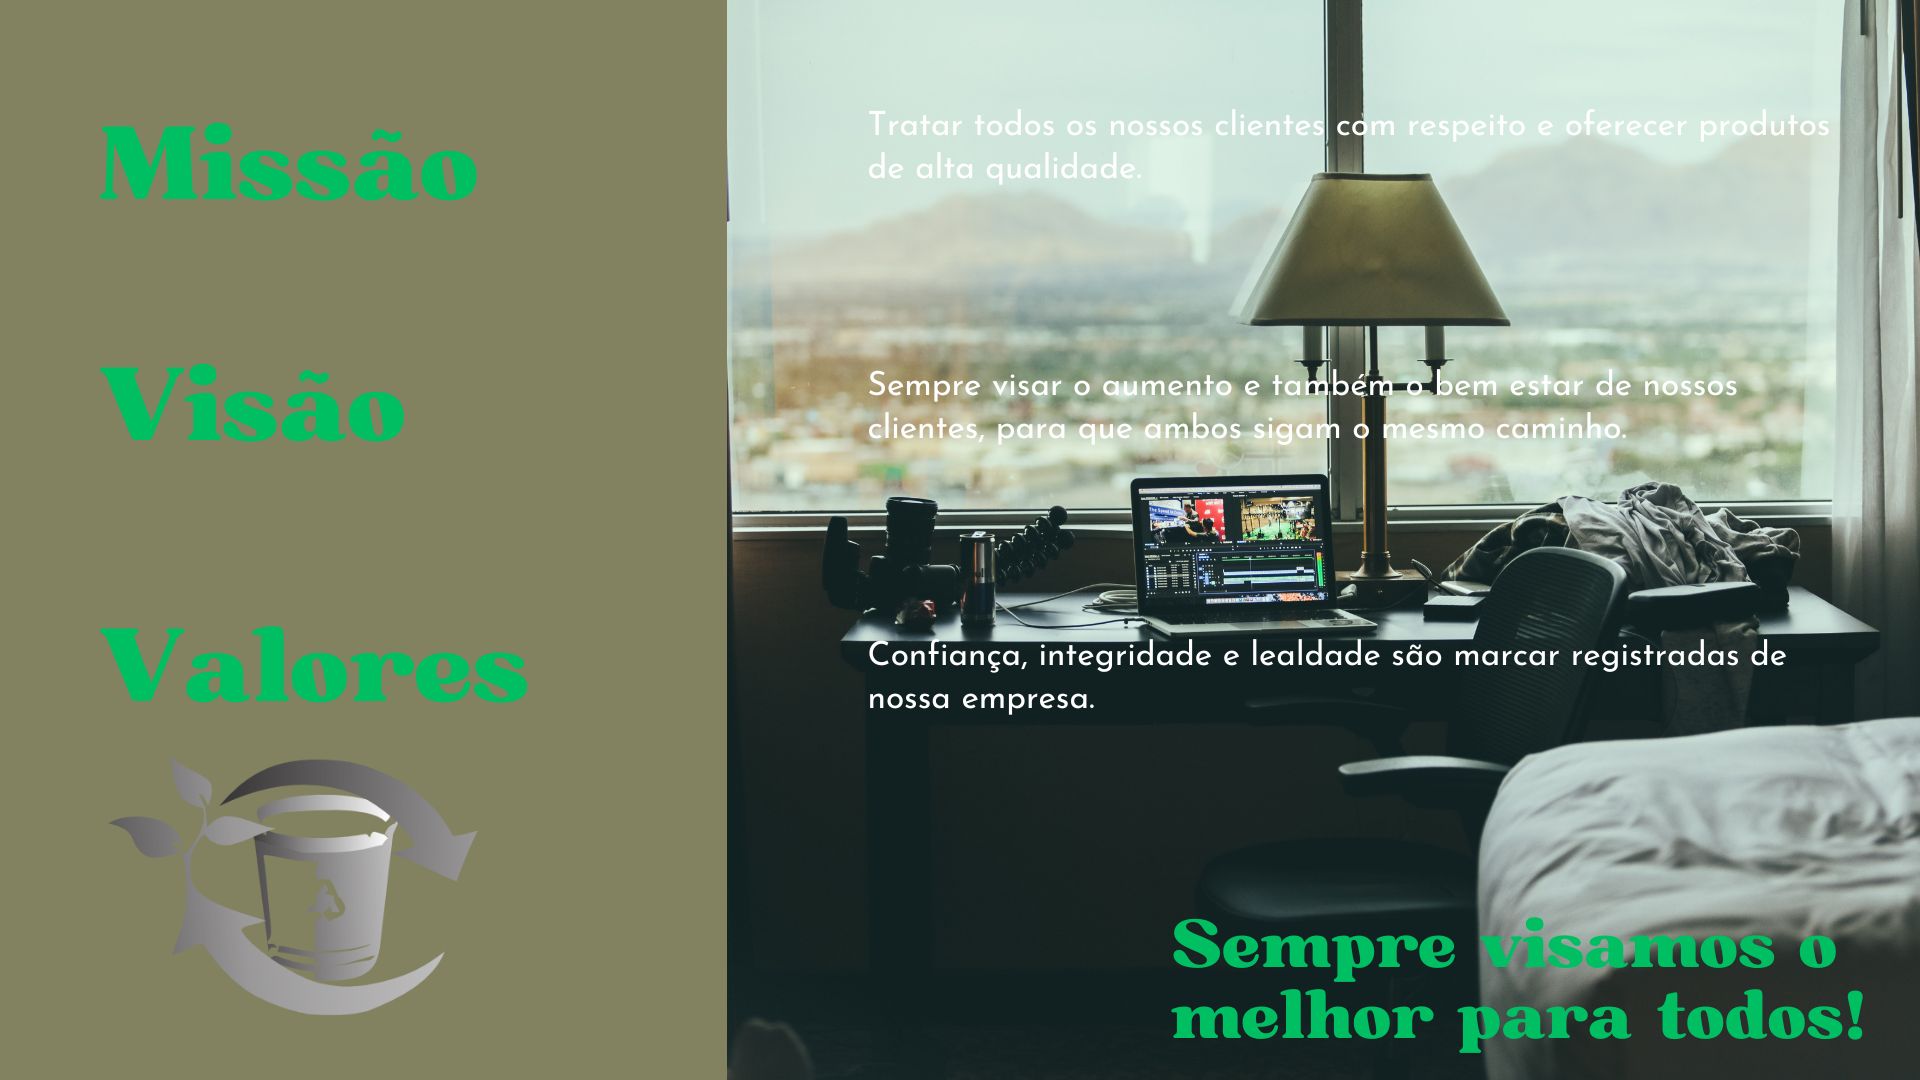 Missão
Tratar todos os nossos clientes com respeito e oferecer produtos
de alta qualidade.
Visão
Sempre visar o aumento e também o bem estar de nossos
clientes, para que ambos sigam o mesmo caminho.
Valores
Confiança, integridade e lealdade são marcar registradas de
nossa empresa.
Sempre visamos o
melhor para todos!